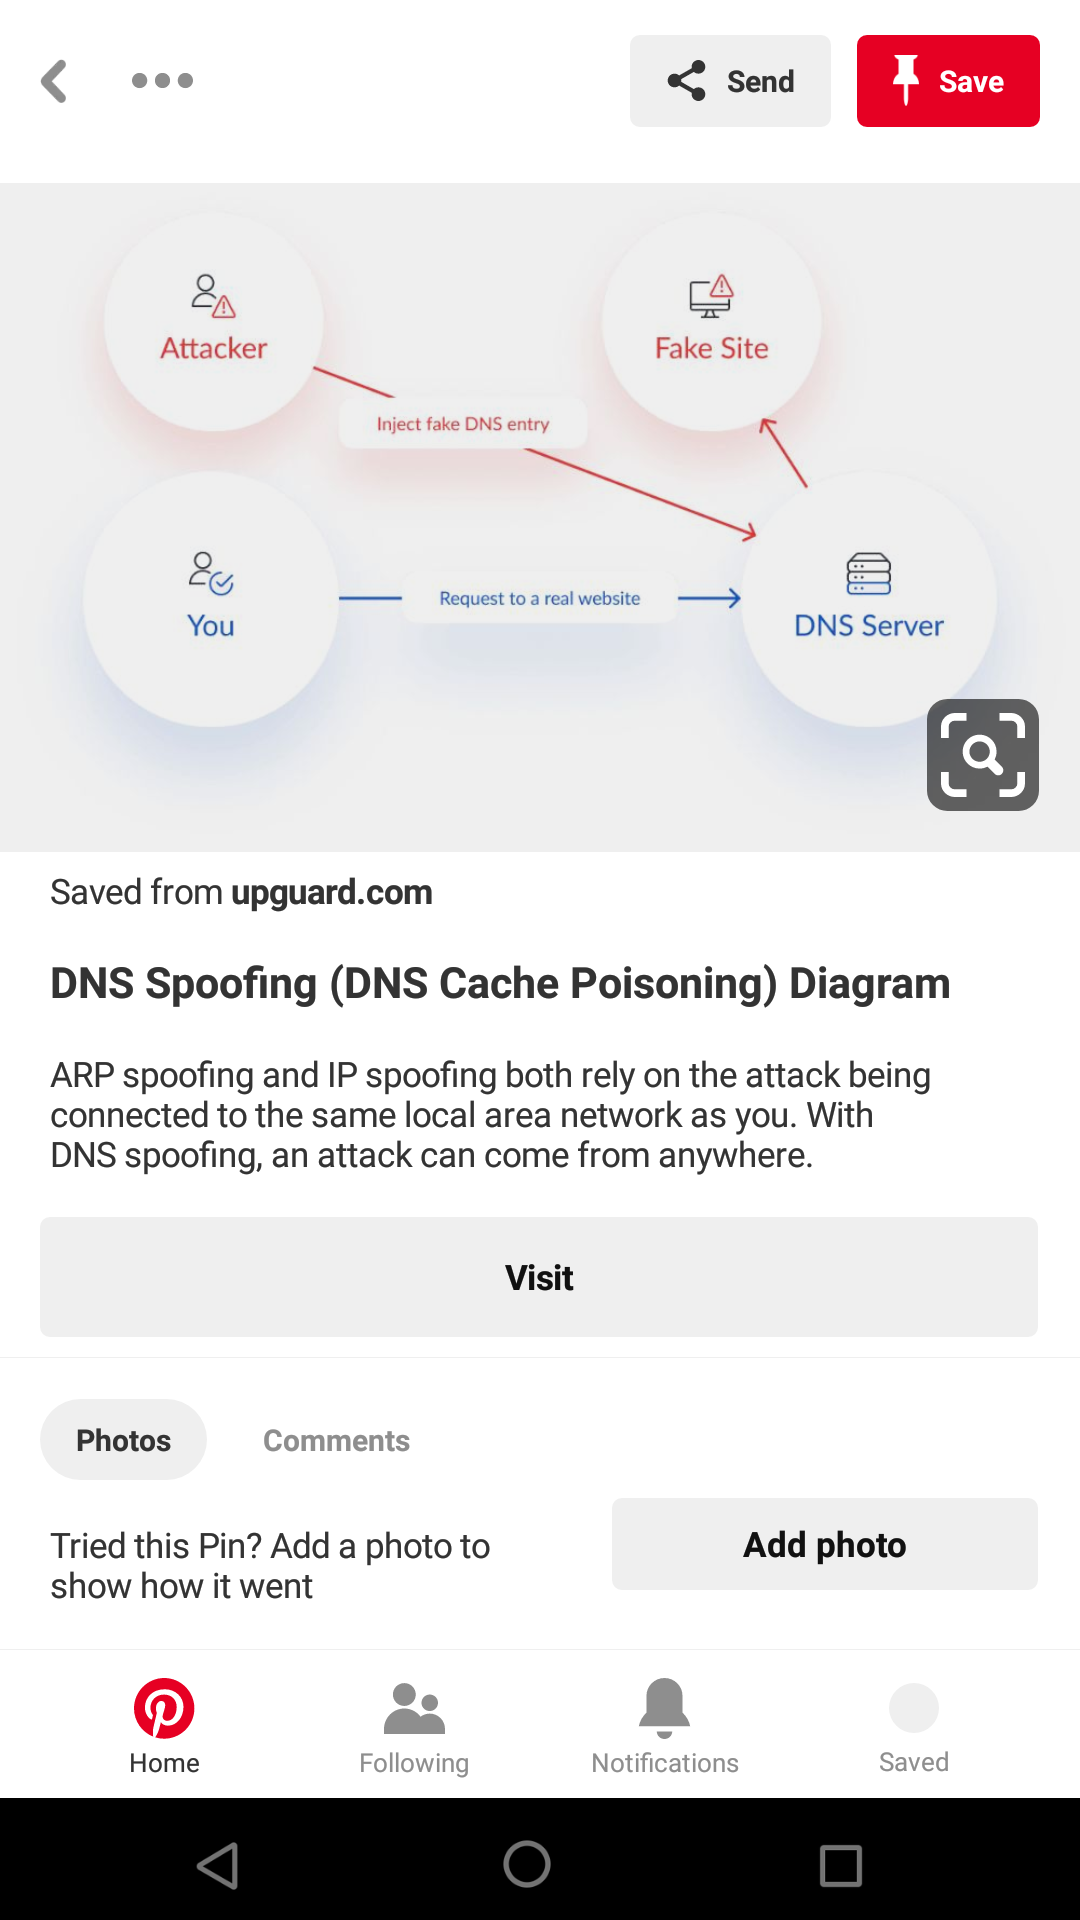 Send
Save
Attacker
Fake Site
Inject fake DNS entry
You
Request to a real website
DNS Server
Saved from upguard.com
DNS Spoofing (DNS Cache Poisoning) Diagram
ARP spoofing and IP spoofing both rely on the attack being
connected to the same local area network as you. With
DNS spoofing, an attack can come from anywhere.
Visit
Photos
Comments
Tried this Pin? Add a photo to
show how it went
Add photo
Home
Following
Notifications
Saved